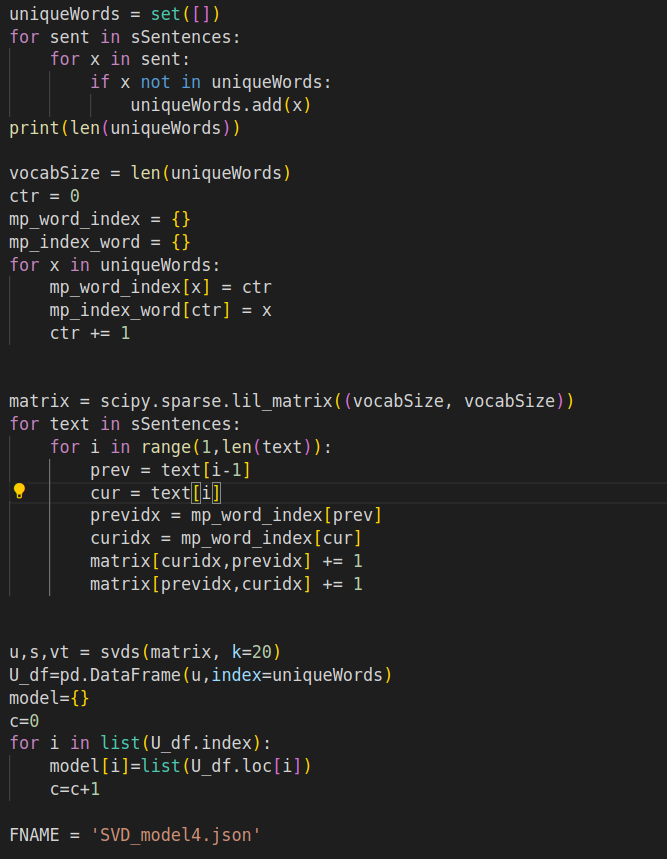 uniqueWords = set([])
for sent in sSentences:
    for x in sent:
        if x not in uniqueWords:
            uniqueWords.add(x)
print(len(uniqueWords))

vocabSize = len(uniqueWords)
ctr = 0
mp_word_index = {}
mp_index_word = {}
for x in uniqueWords:
    mp_word_index[x] = ctr
    mp_index_word[ctr] = x
    ctr += 1


matrix = scipy.sparse.lil_matrix((vocabSize, vocabSize))
for text in sSentences:
    for i in range(1,len(text)):
        prev = text[i-1]
        cur = text[i]
        previdx = mp_word_index[prev]
        curidx = mp_word_index[cur]
        matrix[curidx,previdx] += 1
        matrix[previdx,curidx] += 1


u,s,vt = svds(matrix, k=20)
U_df=pd.DataFrame(u,index=uniqueWords)
model={}
c=0
for i in list(U_df.index):
    model[i]=list(U_df.loc[i])
    c=c+1

FNAME = 'SVD_model4.json'